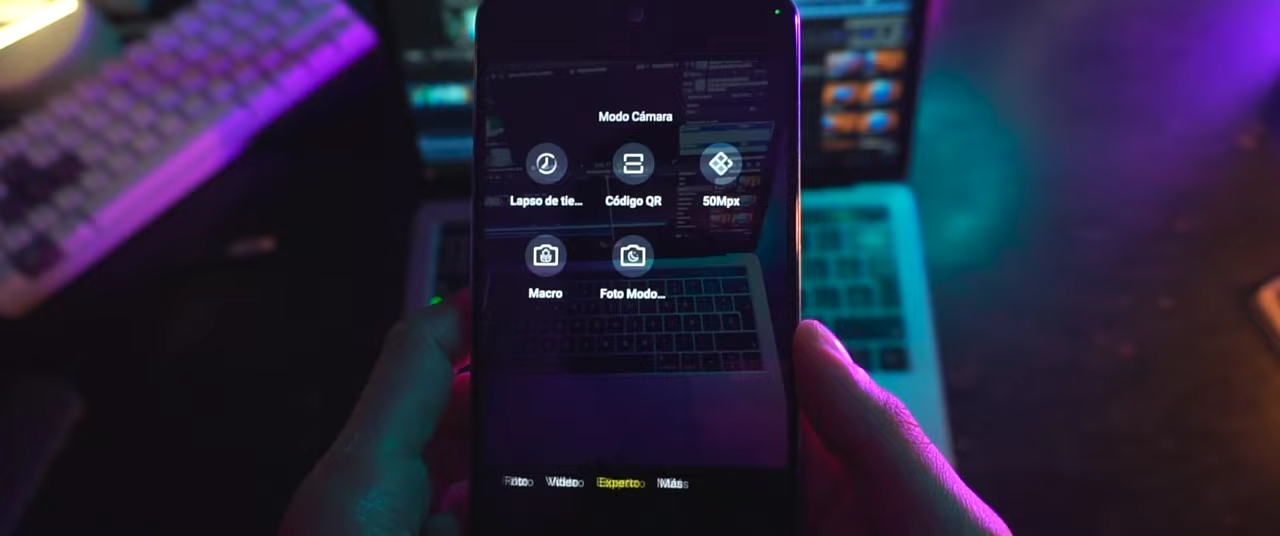 Modo Cámara
Lapso de tie...
Código QR
50Mpx
Macro
Foto Modo...
Foto
Video
Experto
Más